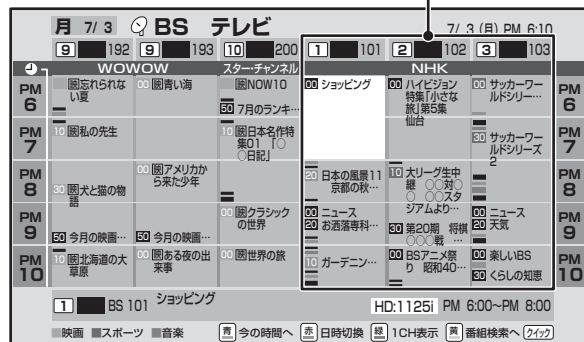 月 7/ 3 BS テレビ 7/ 3 (月) PM 6:10
9 192 9 193 10 200 1 101 2 102 3 103
WOWOW スター・チャンネル NHK
PM 6
映忘れられな
い夏
00 映青い海
映NOW10
50 7月のランキ…
00 ショッピング
00 ハイビジョン
特集「小さな
旅」第5集
仙台
00 サッカーワー
ルドシリー…
PM 6
PM 7
10 映私の先生
10 映日本名作特
集01 「○
○日記」
30 サッカーワー
ルドシリーズ
2
PM 7
PM 8
30 映犬と猫の物
語
00 映アメリカか
ら来た少年
20 日本の風景11
京都の秋…
10 大リーグ生中
継 ○○対○
○ ○○スタ
ジアムより…
PM 8
PM 9
50 今月の映画…
50 今月の映画…
00 映クラシック
の世界
00 ニュース
20 お洒落専科…
30 第20期 将棋
○○○戦 …
00 ニュース
20 天気
PM 9
PM 10
10 映北海道の大
草原
00 映ある夜の出
来事
00 映世界の旅
10 ガーデニン…
00 BSアニメ祭
り 昭和40…
00 楽しいBS
30 くらしの知恵
PM 10
1 BS 101 ショッピング HD:1125i PM 6:00~PM 8:00
映画 スポーツ 音楽 青 今の時間へ 赤 日時切換 緑 1CH表示 黄 番組検索へ クイック